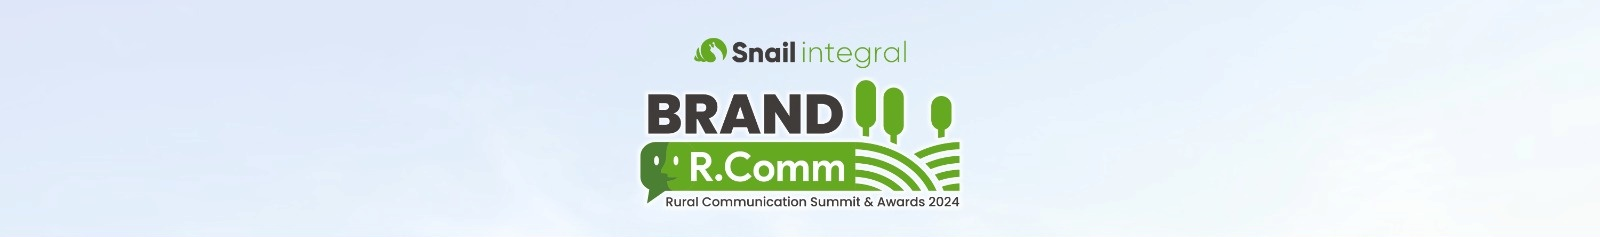 Snail integral
BRAND
R.Comm
Rural Communication Summit & Awards 2024